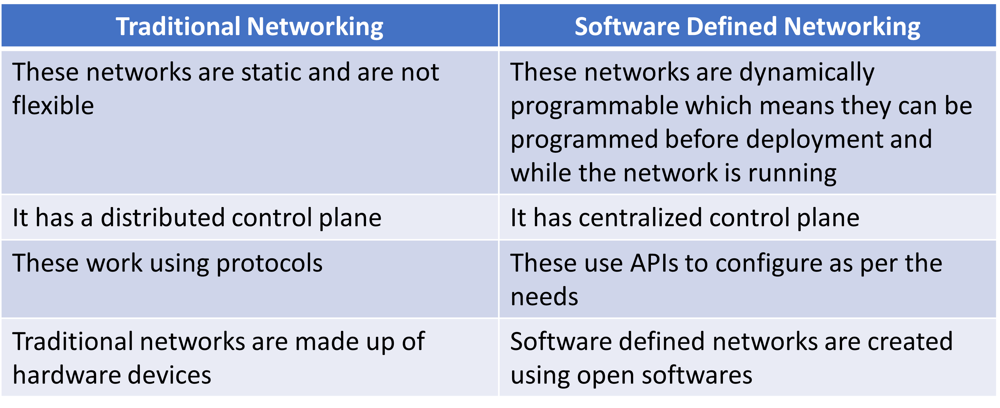 Traditional Networking
Software Defined Networking
These networks are static and are not
flexible
These networks are dynamically
programmable which means they can be
programmed before deployment and
while the network is running
It has a distributed control plane
It has centralized control plane
These work using protocols
These use APIs to configure as per the
needs
Traditional networks are made up of
hardware devices
Software defined networks are created
using open softwares